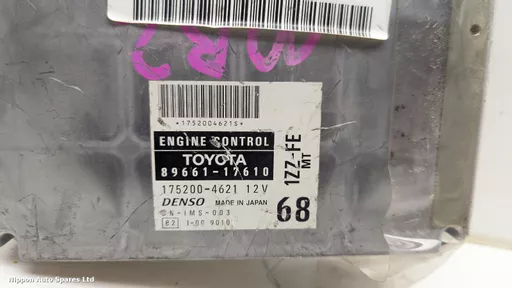 *1752004621S*
ENGINE CONTROL
TOYOTA
89661-17610
175200-4621 12V
DENSO MADE IN JAPAN
1ZZ-FE
MT
68
Nippon Auto Spares Ltd